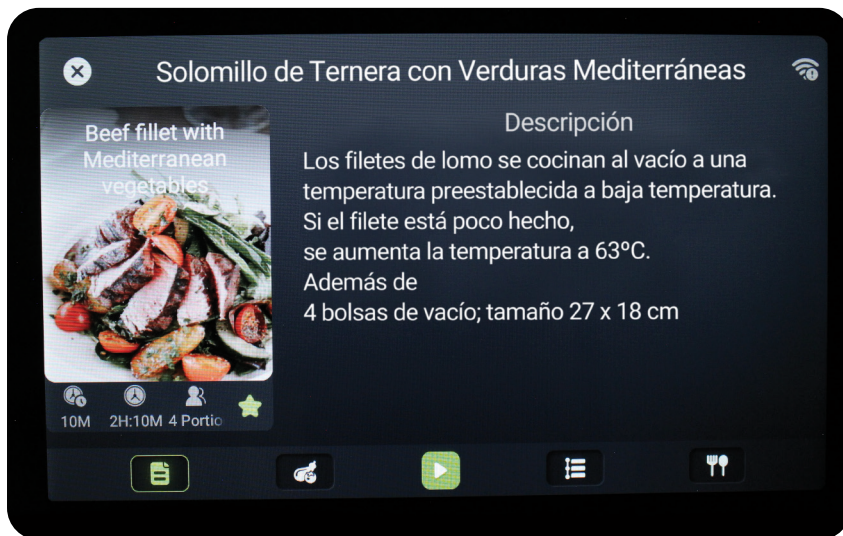 Solomillo de Ternera con Verduras Mediterráneas
Beef fillet with
Mediterranean
vegetables
10M
2H:10M
4 Portio
Descripción
Los filetes de lomo se cocinan al vacío a una
temperatura preestablecida a baja temperatura.
Si el filete está poco hecho,
se aumenta la temperatura a 63ºC.
Además de
4 bolsas de vacío; tamaño 27 x 18 cm